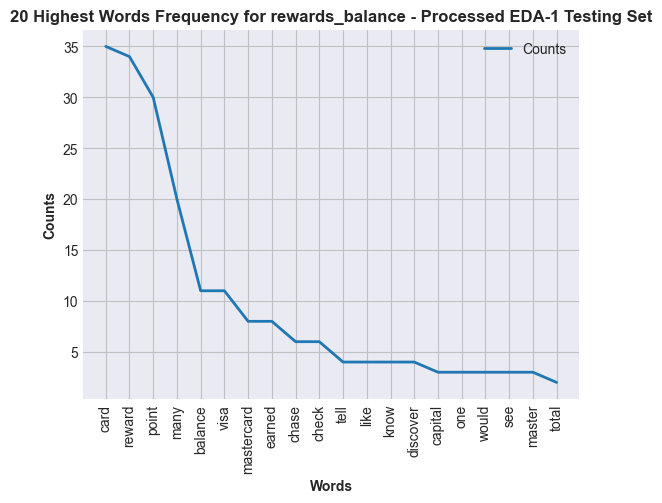 20 Highest Words Frequency for rewards_balance - Processed EDA-1 Testing Set
Counts
35
30
25
20
15
10
5
Counts
card
reward
point
many
balance
visa
mastercard
earned
chase
check
tell
like
know
discover
capital
one
would
see
master
total
Words